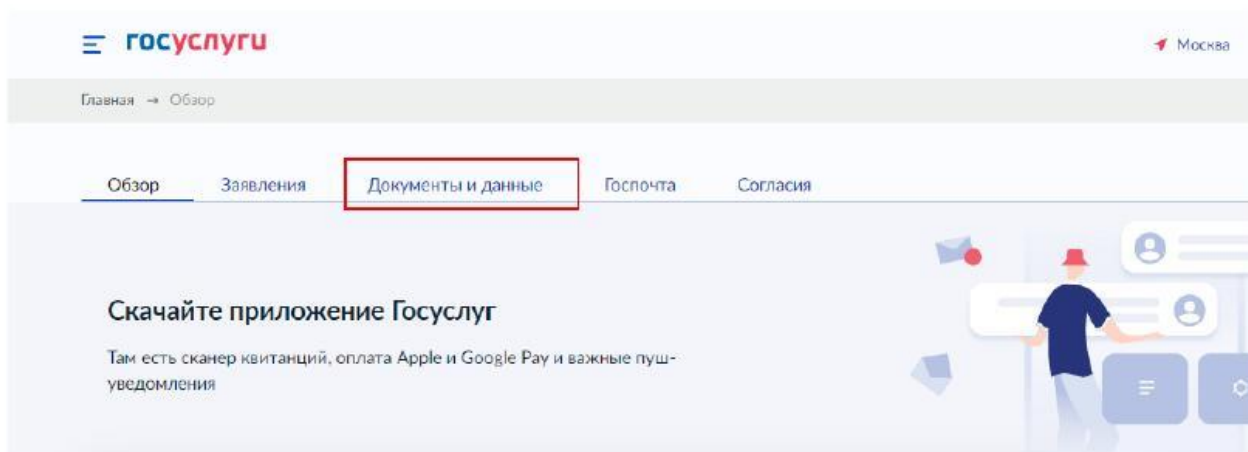 госуслуги
Москва
Главная → Обзор
Обзор Заявления Документы и данные Госпочта Согласия
Скачайте приложение Госуслуг
Там есть сканер квитанций, оплата Apple и Google Pay и важные пуш-
уведомления